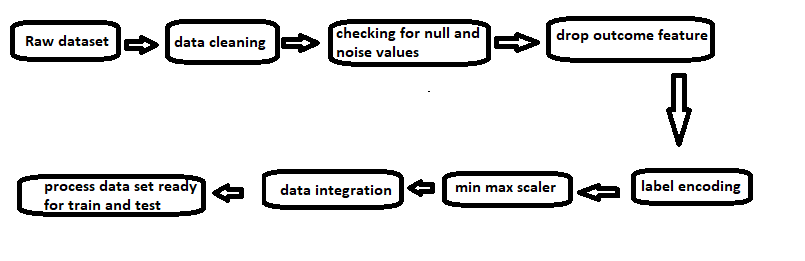 Raw dataset
data cleaning
checking for null and
noise values
drop outcome feature
label encoding
min max scaler
data integration
process data set ready
for train and test